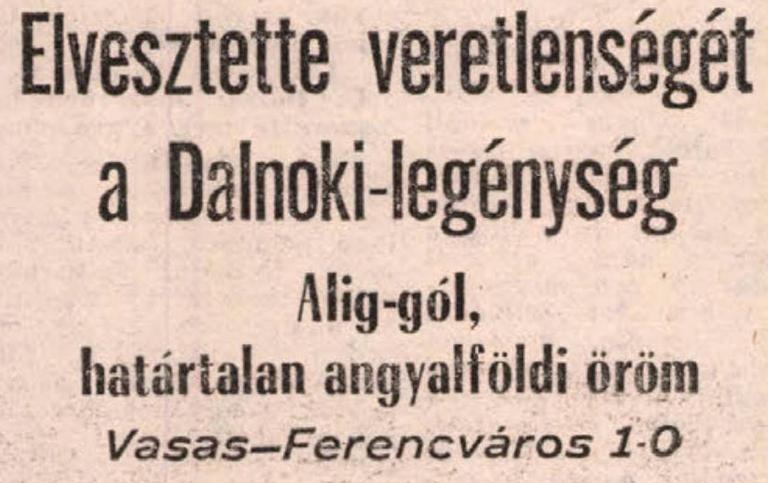 Elvesztette veretlenségét
a Dalnoki-legénység
Alig-gól,
határtalan angyalföldi öröm
Vasas—Ferencváros 1-0